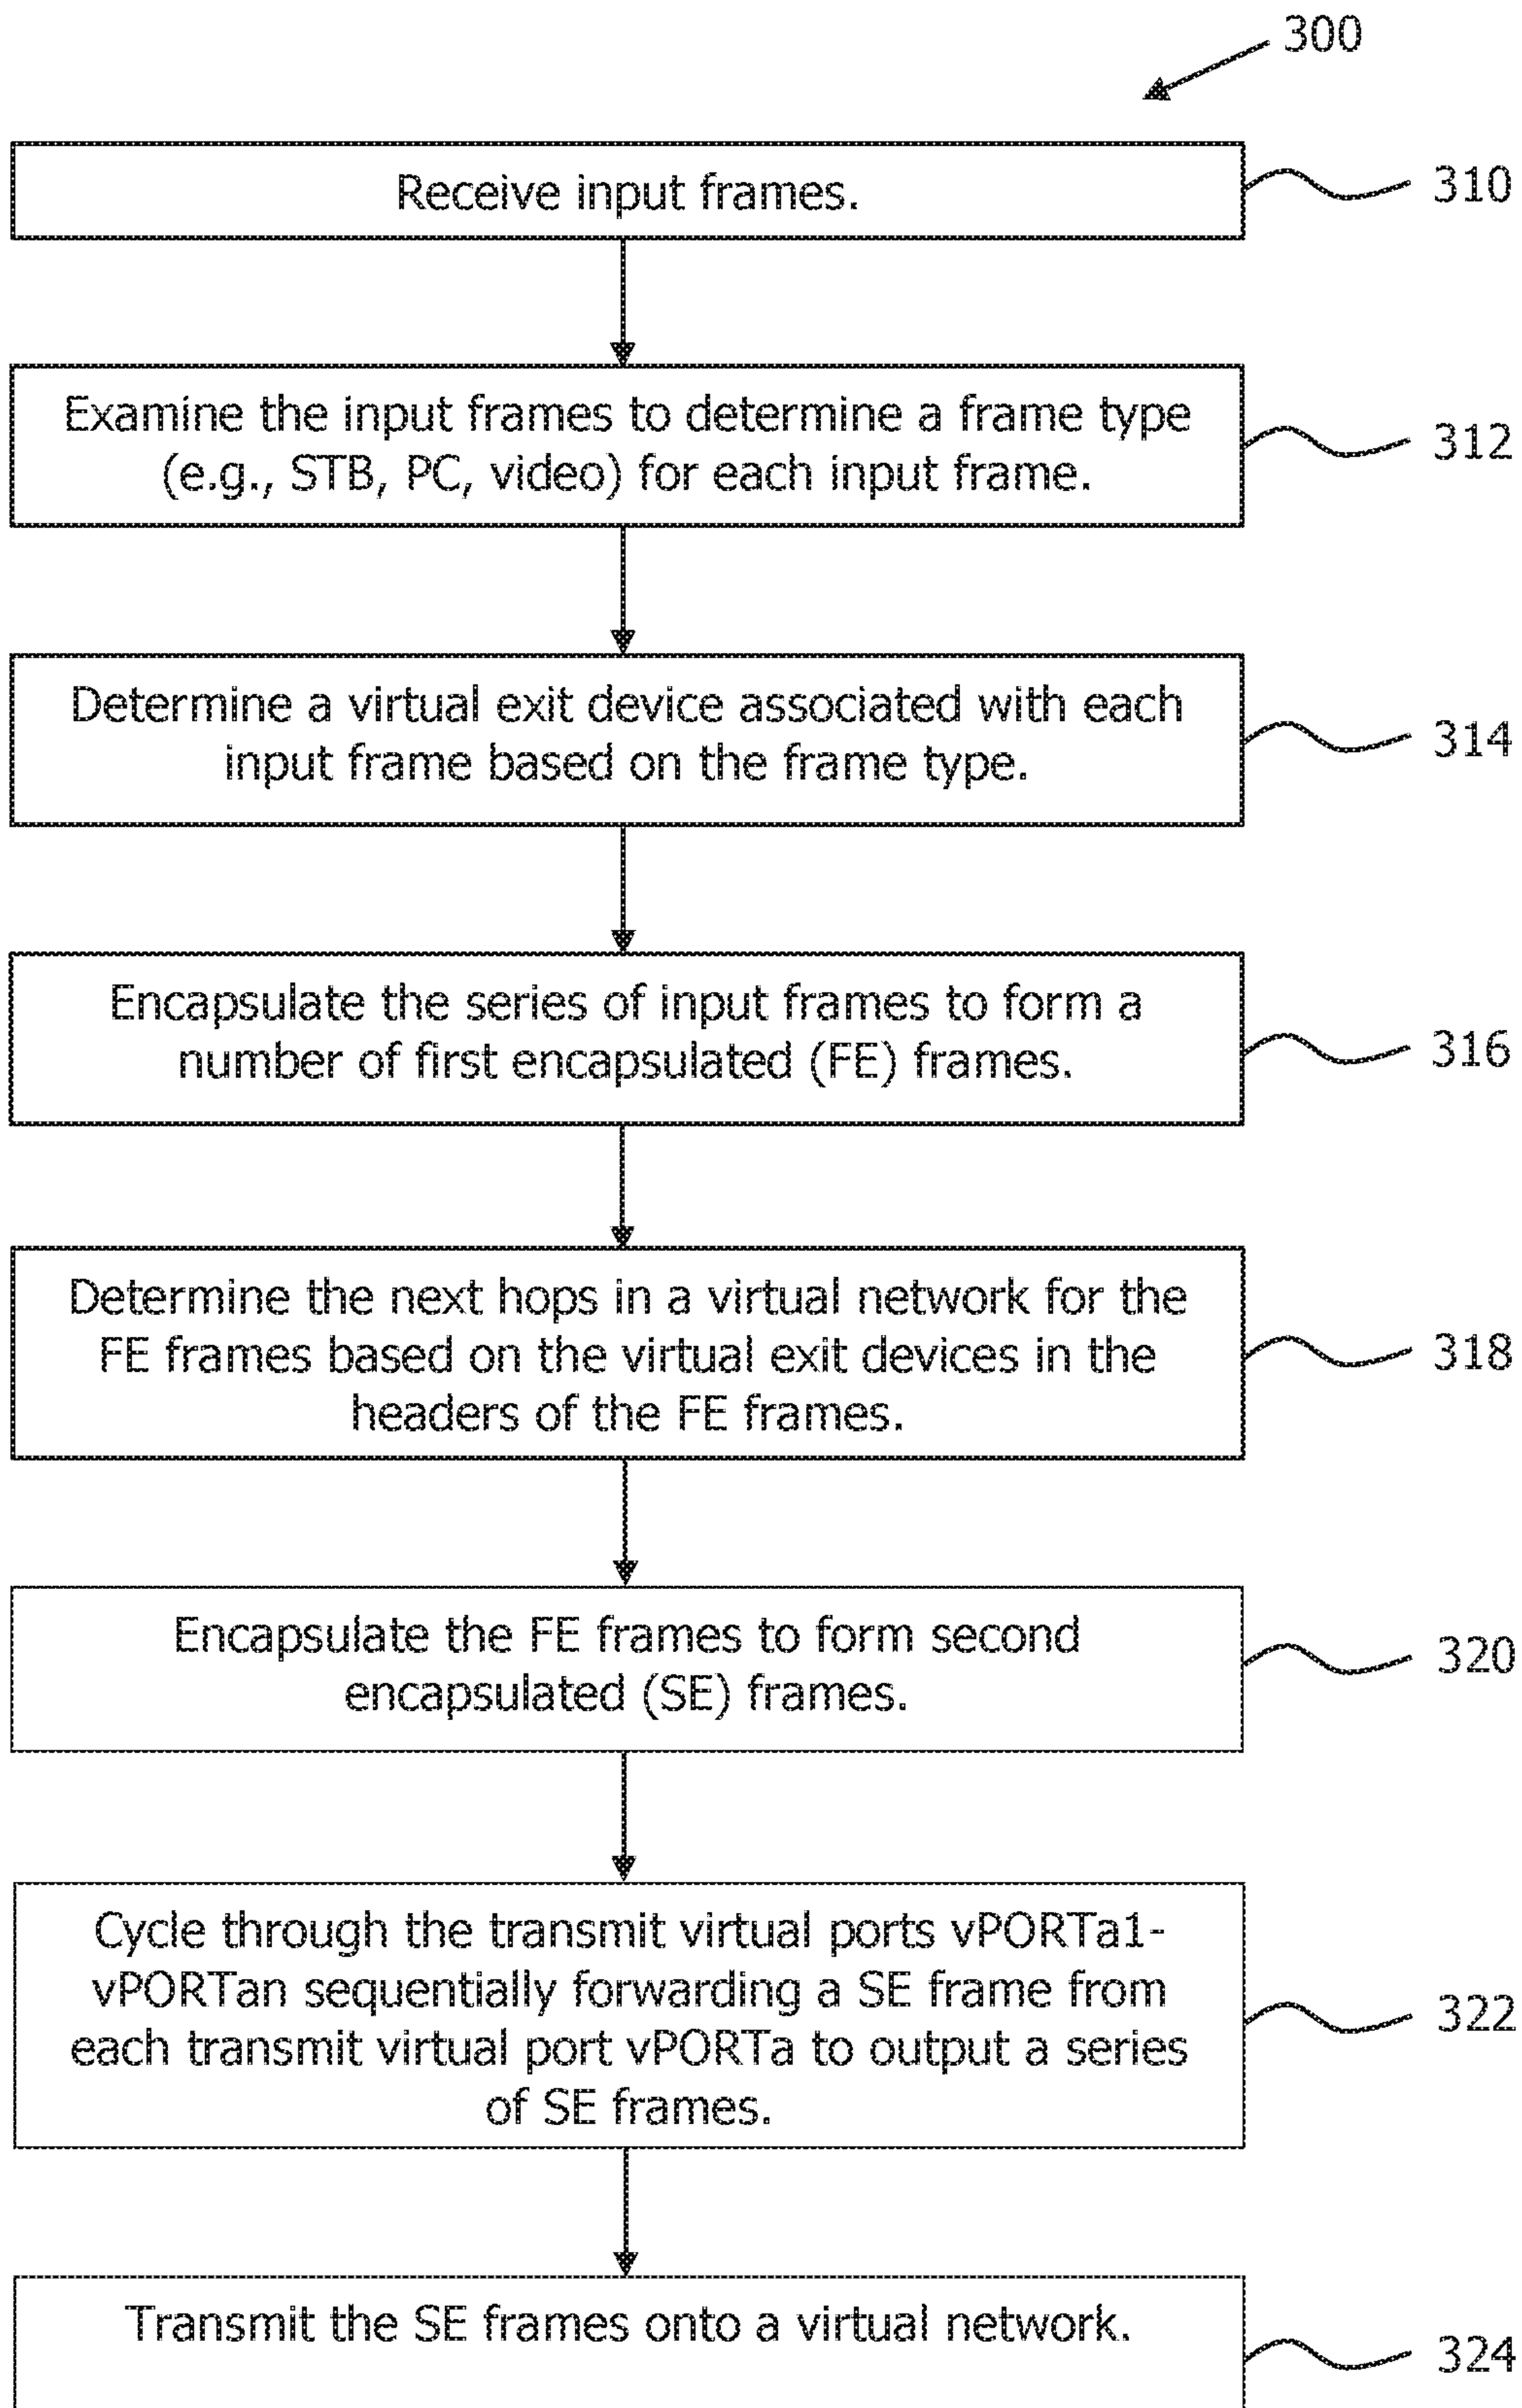 300
Receive input frames.
310
Examine the input frames to determine a frame type
(e.g., STB, PC, video) for each input frame.
312
Determine a virtual exit device associated with each
input frame based on the frame type.
314
Encapsulate the series of input frames to form a
number of first encapsulated (FE) frames.
316
Determine the next hops in a virtual network for the
FE frames based on the virtual exit devices in the
headers of the FE frames.
318
Encapsulate the FE frames to form second
encapsulated (SE) frames.
320
Cycle through the transmit virtual ports vPORTa1-
vPORTan sequentially forwarding a SE frame from
each transmit virtual port vPORTa to output a series
of SE frames.
322
Transmit the SE frames onto a virtual network.
324